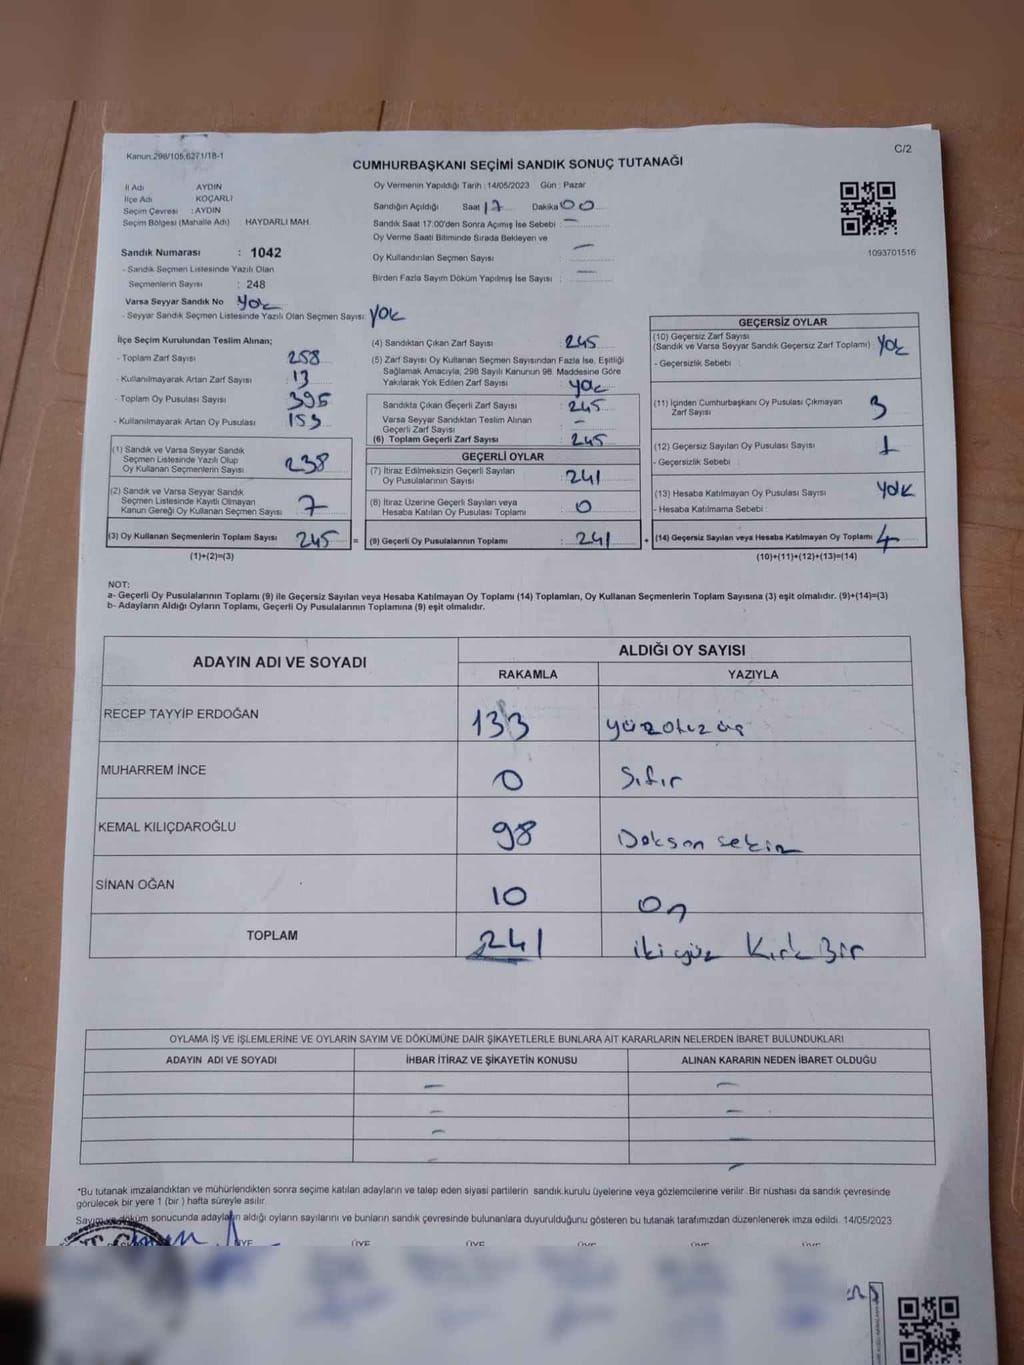 Kanun:298/105,6271/18-1
C/2
CUMHURBAŞKANI SEÇİMİ SANDIK SONUÇ TUTANAĞI
İl Adı AYDIN
İlçe Adı KOÇARLI
Seçim Çevresi : AYDIN
Seçim Bölgesi (Mahalle Adı) : HAYDARLI MAH.
Sandık Numarası : 1042
- Sandık Seçmen Listesinde Yazılı Olan
Seçmenlerin Sayısı : 248
Varsa Seyyar Sandık No Yok
- Seyyar Sandık Seçmen Listesinde Yazılı Olan Seçmen Sayısı: Yok
Oy Vermenin Yapıldığı Tarih : 14/05/2023 Gün : Pazar
Sandığın Açıldığı Saat 17 Dakika 00
Sandık Saat 17:00'den Sonra Açımış İse Sebebi : —
Oy Verme Saati Bitiminde Sırada Bekleyen ve
Oy Kullandırılan Seçmen Sayısı : —
Birden Fazla Sayım Döküm Yapılmış İse Sayısı : —
1093701516
İlçe Seçim Kurulundan Teslim Alınan;
- Toplam Zarf Sayısı : 258
- Kullanılmayarak Artan Zarf Sayısı : 13
- Toplam Oy Pusulası Sayısı : 395
- Kullanılmayarak Artan Oy Pusulası : 153
(1) Sandık ve Varsa Seyyar Sandık
Seçmen Listesinde Yazılı Olup
Oy Kullanan Seçmenlerin Sayısı : 238
(2) Sandık ve Varsa Seyyar Sandık
Seçmen Listesinde Kayıtlı Olmayan
Kanun Gereği Oy Kullanan Seçmen Sayısı : 7
(3) Oy Kullanan Seçmenlerin Toplam Sayısı : 245 =
(1)+(2)=(3)
(4) Sandıktan Çıkan Zarf Sayısı : 245
(5) Zarf Sayısı Oy Kullanan Seçmen Sayısından Fazla İse, Eşitliği
Sağlamak Amacıyla, 298 Sayılı Kanunun 98. Maddesine Göre
Yakılarak Yok Edilen Zarf Sayısı : yok
Sandıkta Çıkan Geçerli Zarf Sayısı : 245
Varsa Seyyar Sandıktan Teslim Alınan
Geçerli Zarf Sayısı : —
(6) Toplam Geçerli Zarf Sayısı : 245
GEÇERLİ OYLAR
(7) İtiraz Edilmeksizin Geçerli Sayılan
Oy Pusulalarının Sayısı : 241
(8) İtiraz Üzerine Geçerli Sayılan veya
Hesaba Katılan Oy Pusulası Toplamı : 0
(9) Geçerli Oy Pusulalarının Toplamı : 241 +
GEÇERSİZ OYLAR
(10) Geçersiz Zarf Sayısı
(Sandık ve Varsa Seyyar Sandık Geçersiz Zarf Toplamı) : Yok
- Geçersizlik Sebebi :
(11) İçinden Cumhurbaşkanı Oy Pusulası Çıkmayan
Zarf Sayısı : 3
(12) Geçersiz Sayılan Oy Pusulası Sayısı : 1
- Geçersizlik Sebebi :
(13) Hesaba Katılmayan Oy Pusulası Sayısı : Yok
- Hesaba Katılmama Sebebi :
(14) Geçersiz Sayılan veya Hesaba Katılmayan Oy Toplamı : 4
(10)+(11)+(12)+(13)=(14)
NOT:
a- Geçerli Oy Pusulalarının Toplamı (9) ile Geçersiz Sayılan veya Hesaba Katılmayan Oy Toplamı (14) Toplamları, Oy Kullanan Seçmenlerin Toplam Sayısına (3) eşit olmalıdır. (9)+(14)=(3)
b- Adayların Aldığı Oyların Toplamı, Geçerli Oy Pusulalarının Toplamına (9) eşit olmalıdır.
ADAYIN ADI VE SOYADI ALDIĞI OY SAYISI
RAKAMLA YAZIYLA
RECEP TAYYİP ERDOĞAN 133 yüzotuzüç
MUHARREM İNCE 0 Sıfır
KEMAL KILIÇDAROĞLU 98 Doksan sekiz
SİNAN OĞAN 10 On
TOPLAM 241 ikiyüz Kırk Bir
OYLAMA İŞ VE İŞLEMLERİNE VE OYLARIN SAYIM VE DÖKÜMÜNE DAİR ŞİKAYETLERLE BUNLARA AİT KARARLARIN NELERDEN İBARET BULUNDUKLARI
ADAYIN ADI VE SOYADI İHBAR İTİRAZ VE ŞİKAYETİN KONUSU ALINAN KARARIN NEDEN İBARET OLDUĞU
— —
— —
— —
— —
*Bu tutanak imzalandıktan ve mühürlendikten sonra seçime katılan adayların ve talep eden siyasi partilerin sandık kurulu üyelerine veya gözlemcilerine verilir. Bir nüshası da sandık çevresinde
görülecek bir yere 1 (bir) hafta süreyle asılır.
Sayım ve döküm sonucunda adayların aldığı oyların sayılarını ve bunların sandık çevresinde bulunanlara duyurulduğunu gösteren bu tutanak tarafımızdan düzenlenerek imza edildi. 14/05/2023
ÜYE ÜYE ÜYE ÜYE ÜYE ÜYE